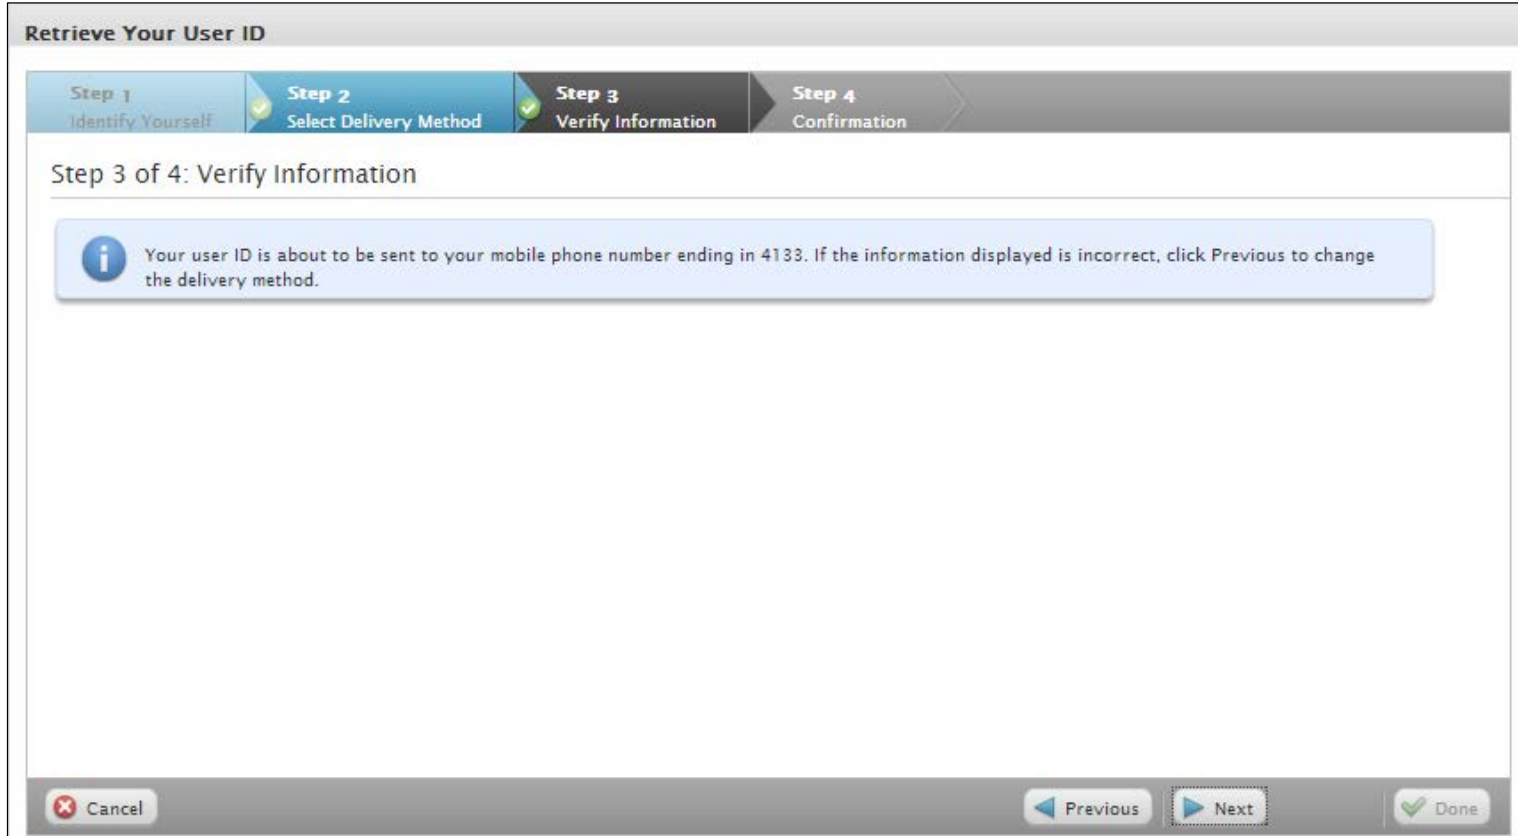 Retrieve Your User ID
Step 1
Identify Yourself
Step 2
Select Delivery Method
Step 3
Verify Information
Step 4
Confirmation
Step 3 of 4: Verify Information
Your user ID is about to be sent to your mobile phone number ending in 4133. If the information displayed is incorrect, click Previous to change
the delivery method.
Cancel
Previous
Next
Done